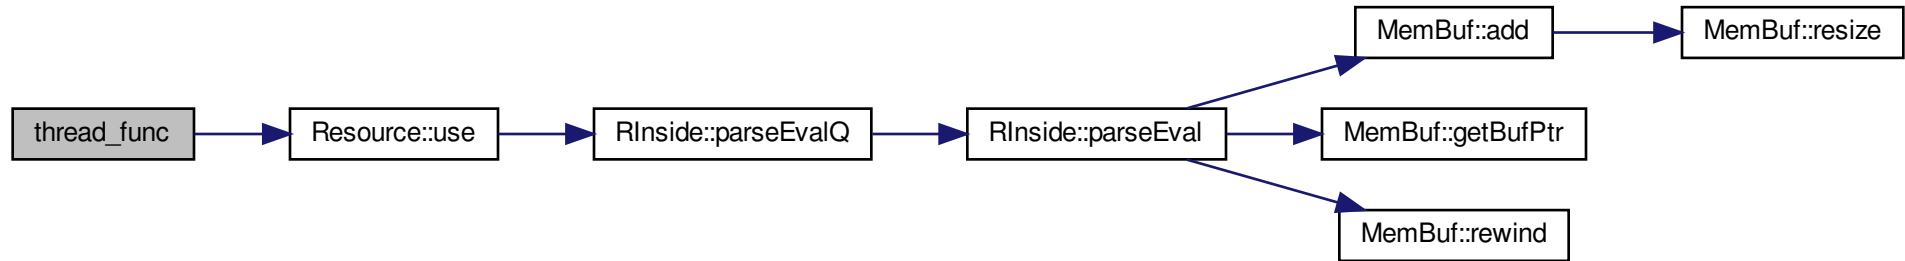 thread_func
Resource::use
RInside::parseEvalQ
RInside::parseEval
MemBuf::add
MemBuf::resize
MemBuf::getBufPtr
MemBuf::rewind